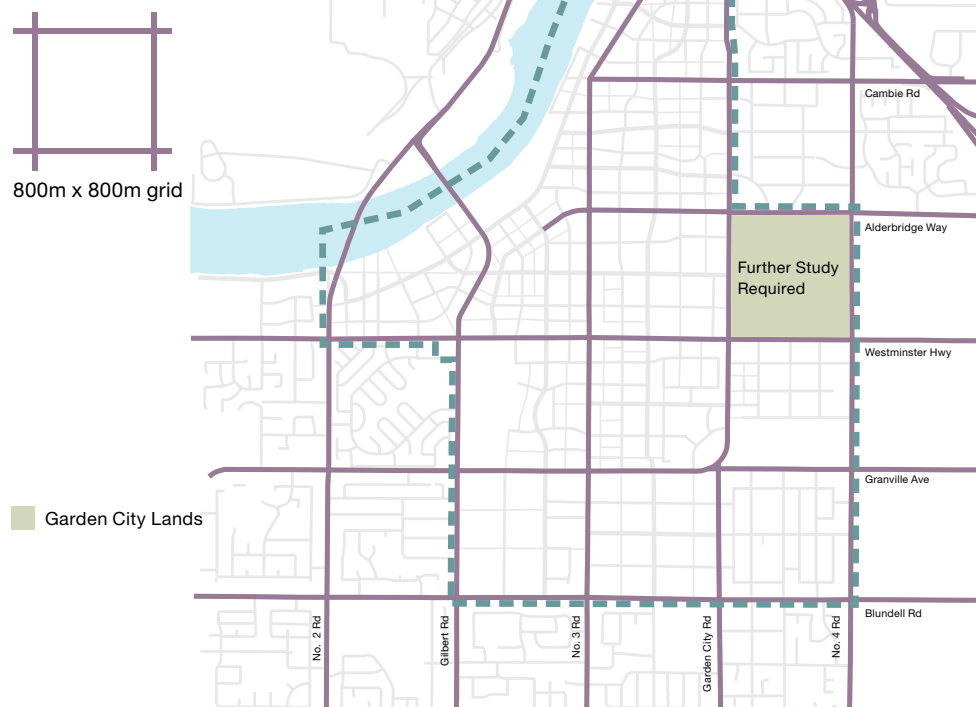 Cambie Rd
800m x 800m grid
Alderbridge Way
Further Study
Required
Westminster Hwy
Granville Ave
Garden City Lands
Blundell Rd
No. 2 Rd
Gilbert Rd
No. 3 Rd
Garden City Rd
No. 4 Rd